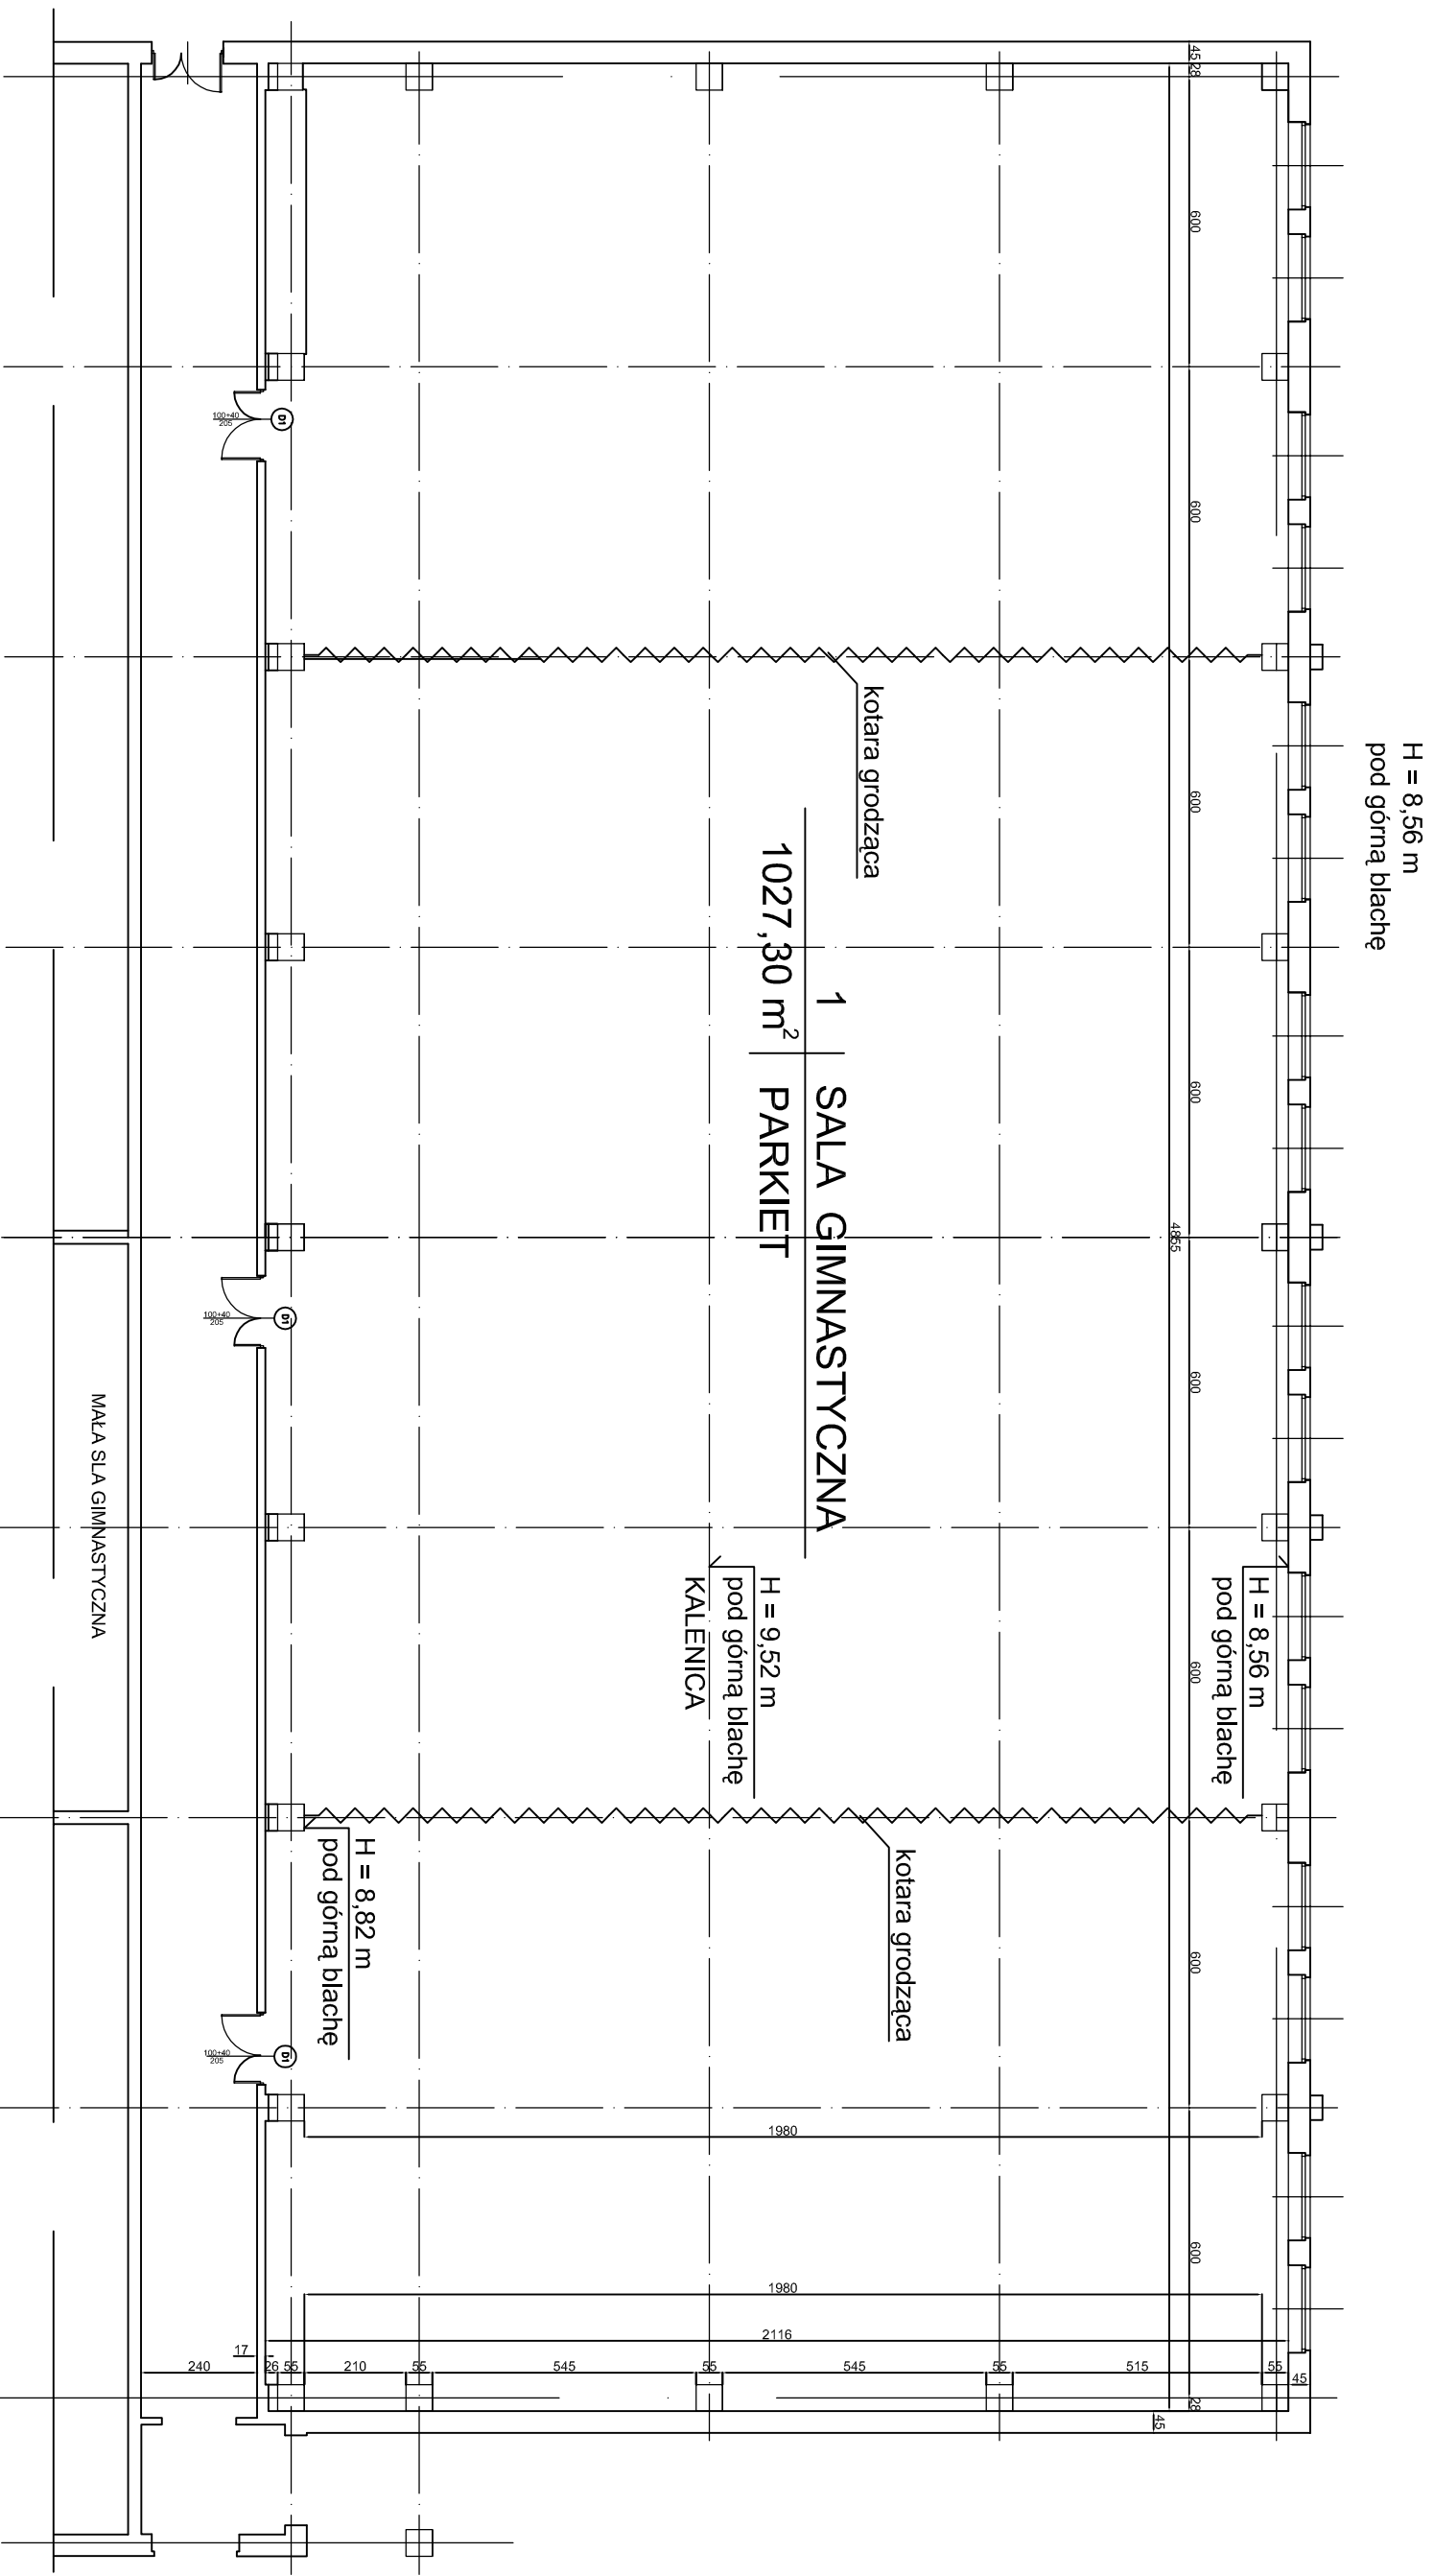 H = 8,56 m
pod górną blachę
45
28
600
600
600
600
600
600
600
600
28
4855
45
H = 8,56 m
pod górną blachę
kotara grodząca
kotara grodząca
1
SALA GIMNASTYCZNA
1027,30 m²
PARKIET
H = 9,52 m
pod górną blachę
KALENICA
H = 8,82 m
pod górną blachę
D1
100+40
205
D1
100+40
205
D1
100+40
205
MAŁA SLA GIMNASTYCZNA
1980
1980
2116
17
240
26
55
210
55
545
55
545
55
515
55
45